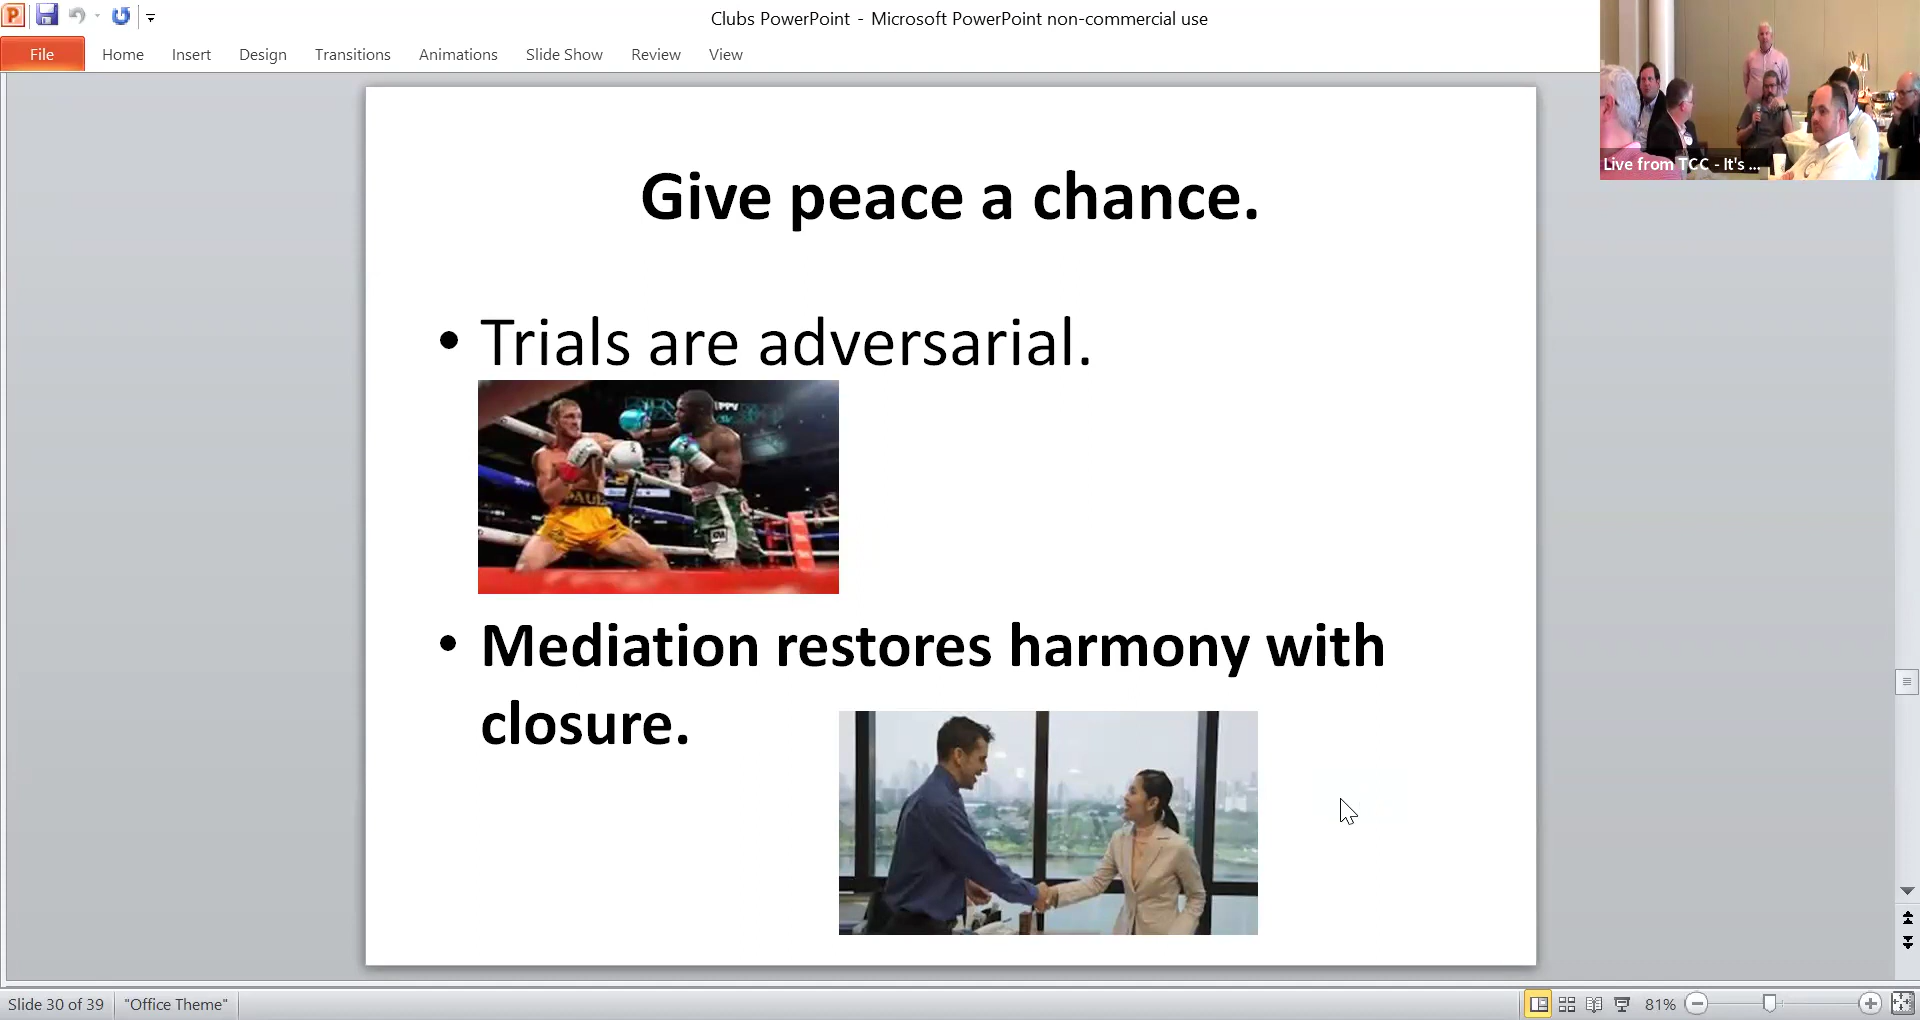 Clubs PowerPoint - Microsoft PowerPoint non-commercial use
File Home Insert Design Transitions Animations Slide Show Review View
Live from TCC - It's ...
Give peace a chance.
• Trials are adversarial.
PPV
PAUL
• Mediation restores harmony with
closure.
Slide 30 of 39 "Office Theme" 81%